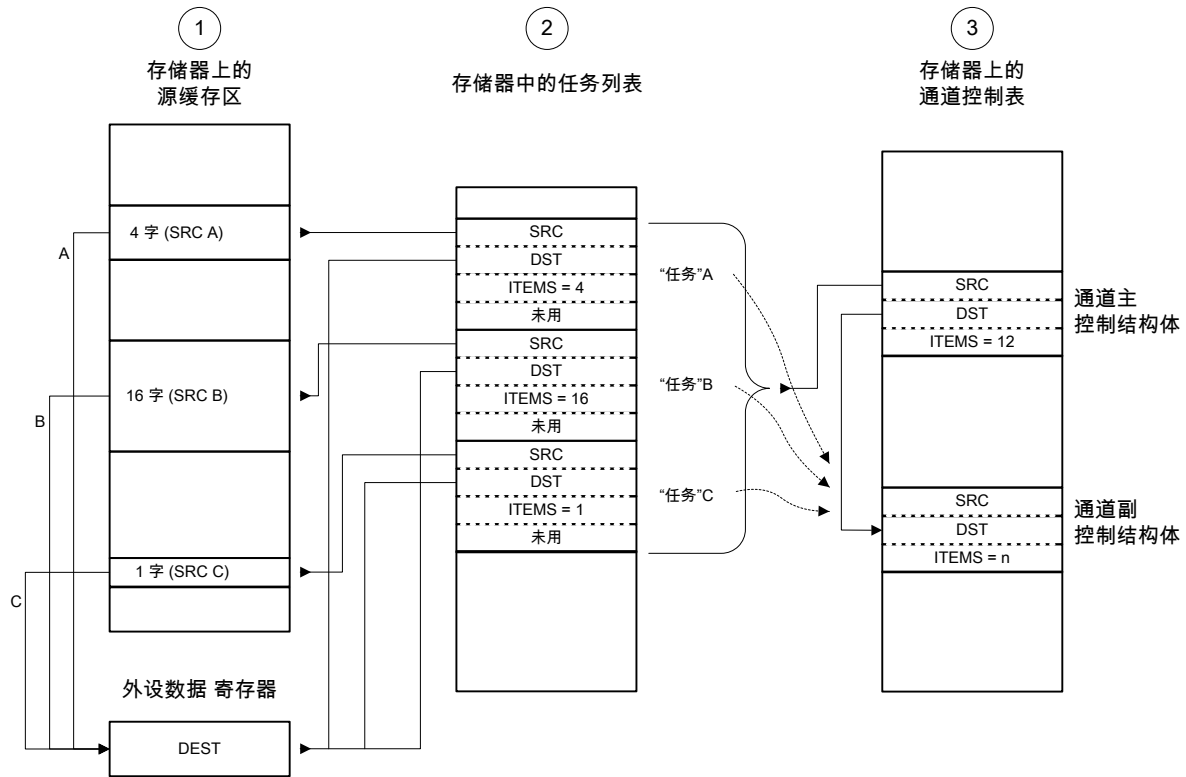 1
存储器上的
源缓存区
4 字 (SRC A)
16 字 (SRC B)
1 字 (SRC C)
A
B
C
外设数据 寄存器
DEST
2
存储器中的任务列表
SRC
DST
ITEMS = 4
未用
SRC
DST
ITEMS = 16
未用
SRC
DST
ITEMS = 1
未用
“任务”A
“任务”B
“任务”C
3
存储器上的
通道控制表
SRC
DST
ITEMS = 12
通道主
控制结构体
SRC
DST
ITEMS = n
通道副
控制结构体